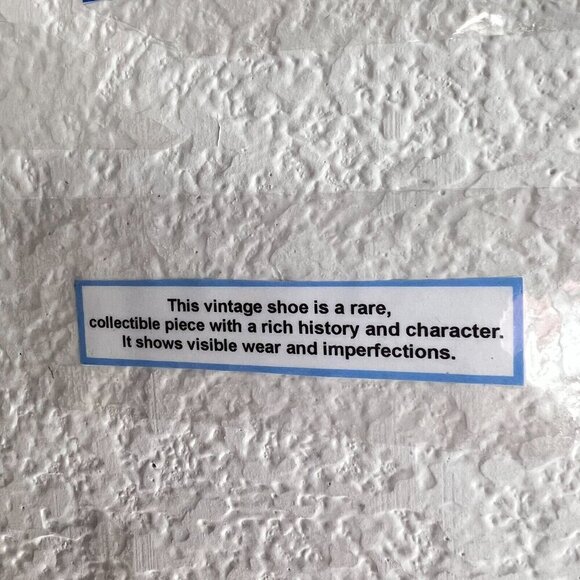 This vintage shoe is a rare,
collectible piece with a rich history and character.
It shows visible wear and imperfections.